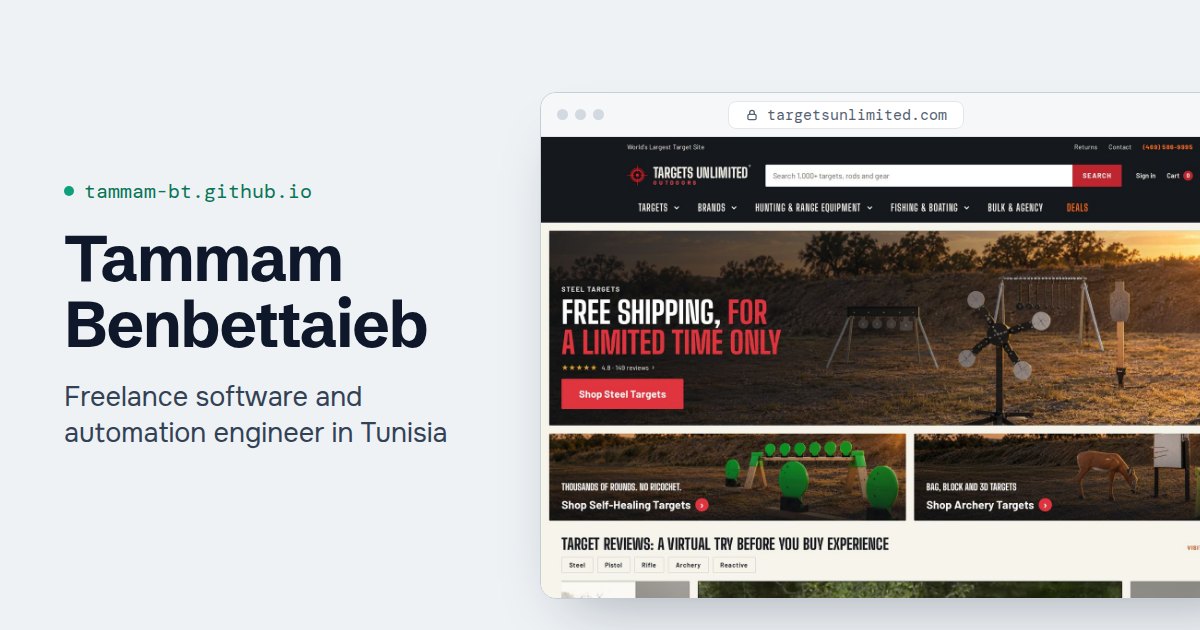 tammam-bt.github.io
Tammam
Benbettaieb
Freelance software and
automation engineer in Tunisia
targetsunlimited.com
World's Largest Target Site
Returns Contact (469) 586-9995
TARGETS UNLIMITED
OUTDOORS
Search 1,000+ targets, rods and gear
SEARCH
Sign in Cart 0
TARGETS BRANDS HUNTING & RANGE EQUIPMENT FISHING & BOATING BULK & AGENCY DEALS
STEEL TARGETS
FREE SHIPPING, FOR
A LIMITED TIME ONLY
★★★★★ 4.8 · 149 reviews ›
Shop Steel Targets
THOUSANDS OF ROUNDS. NO RICOCHET.
Shop Self-Healing Targets ›
BAG, BLOCK AND 3D TARGETS
Shop Archery Targets ›
TARGET REVIEWS: A VIRTUAL TRY BEFORE YOU BUY EXPERIENCE
Steel Pistol Rifle Archery Reactive